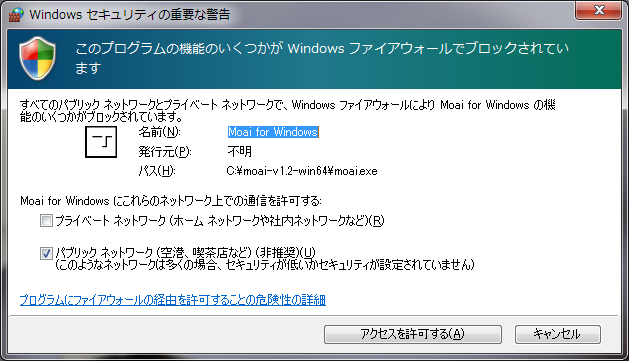 Windows セキュリティの重要な警告
このプログラムの機能のいくつかが Windows ファイアウォールでブロックされてい
ます
すべてのパブリック ネットワークとプライベート ネットワークで、Windows ファイアウォールにより Moai for Windows の機
能のいくつかがブロックされています。
名前(N): Moai for Windows
発行元(P): 不明
パス(H): C:¥moai-v1.2-win64¥moai.exe
Moai for Windows にこれらのネットワーク上での通信を許可する:
プライベート ネットワーク (ホーム ネットワークや社内ネットワークなど)(R)
パブリック ネットワーク (空港、喫茶店など) (非推奨)(U)
(このようなネットワークは多くの場合、セキュリティが低いかセキュリティが設定されていません)
プログラムにファイアウォールの経由を許可することの危険性の詳細
アクセスを許可する(A) キャンセル